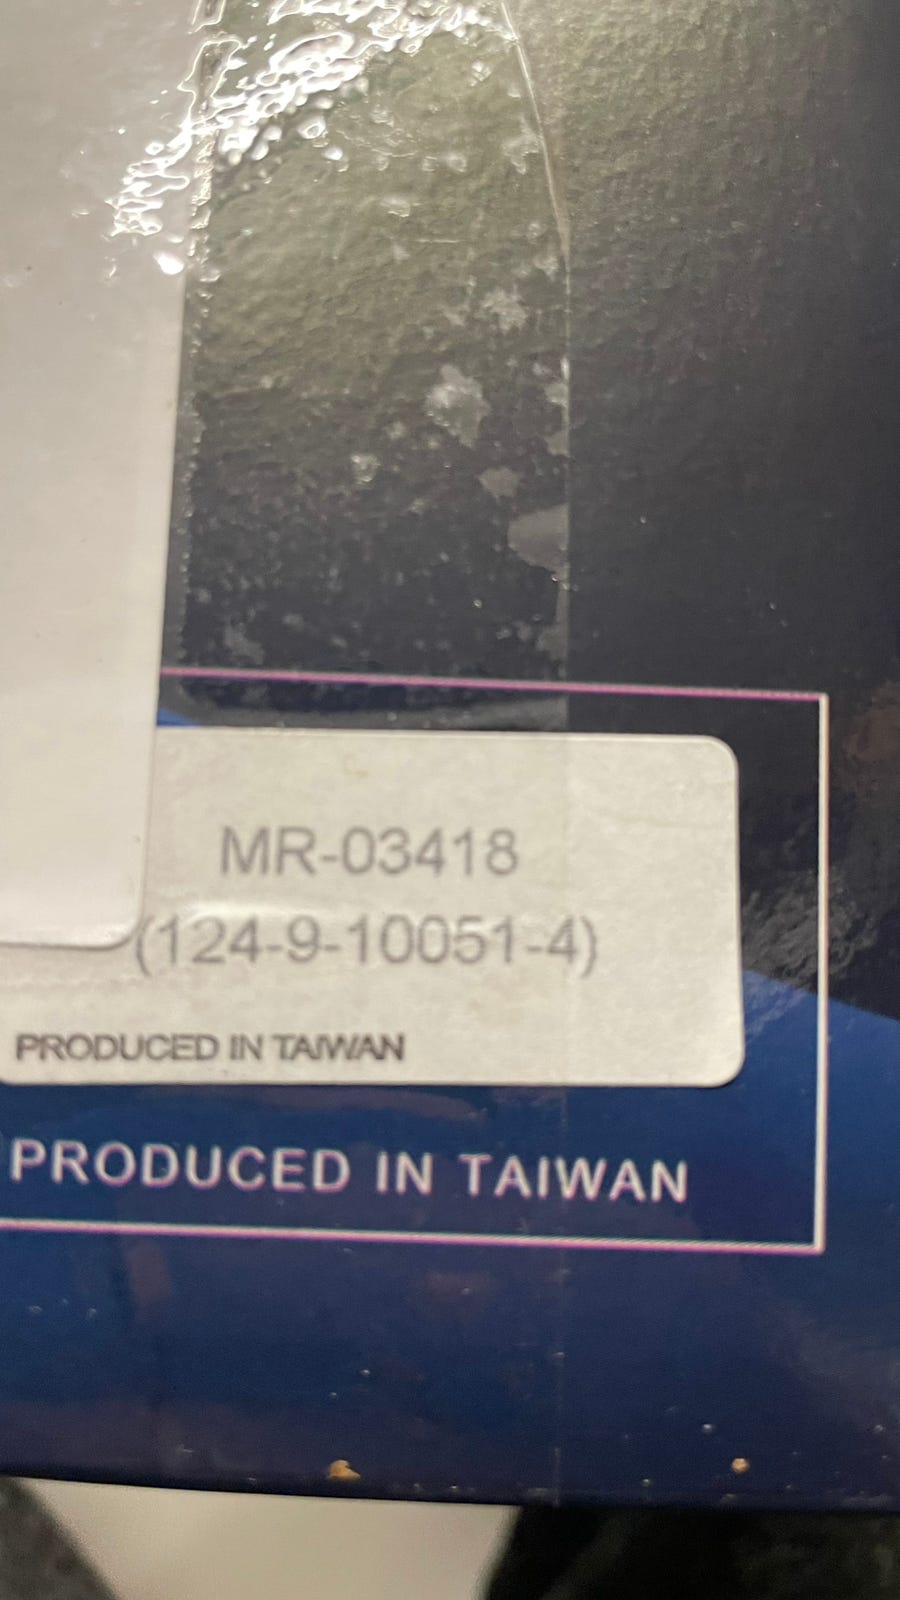 MR-03418
(124-9-10051-4)
PRODUCED IN TAIWAN
PRODUCED IN TAIWAN